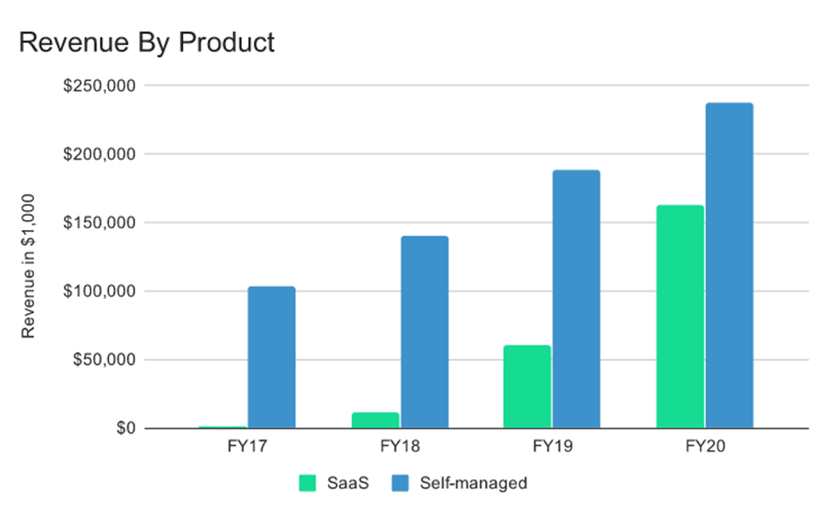 Revenue By Product
Revenue in $1,000
$250,000
$200,000
$150,000
$100,000
$50,000
$0
FY17 FY18 FY19 FY20
SaaS Self-managed